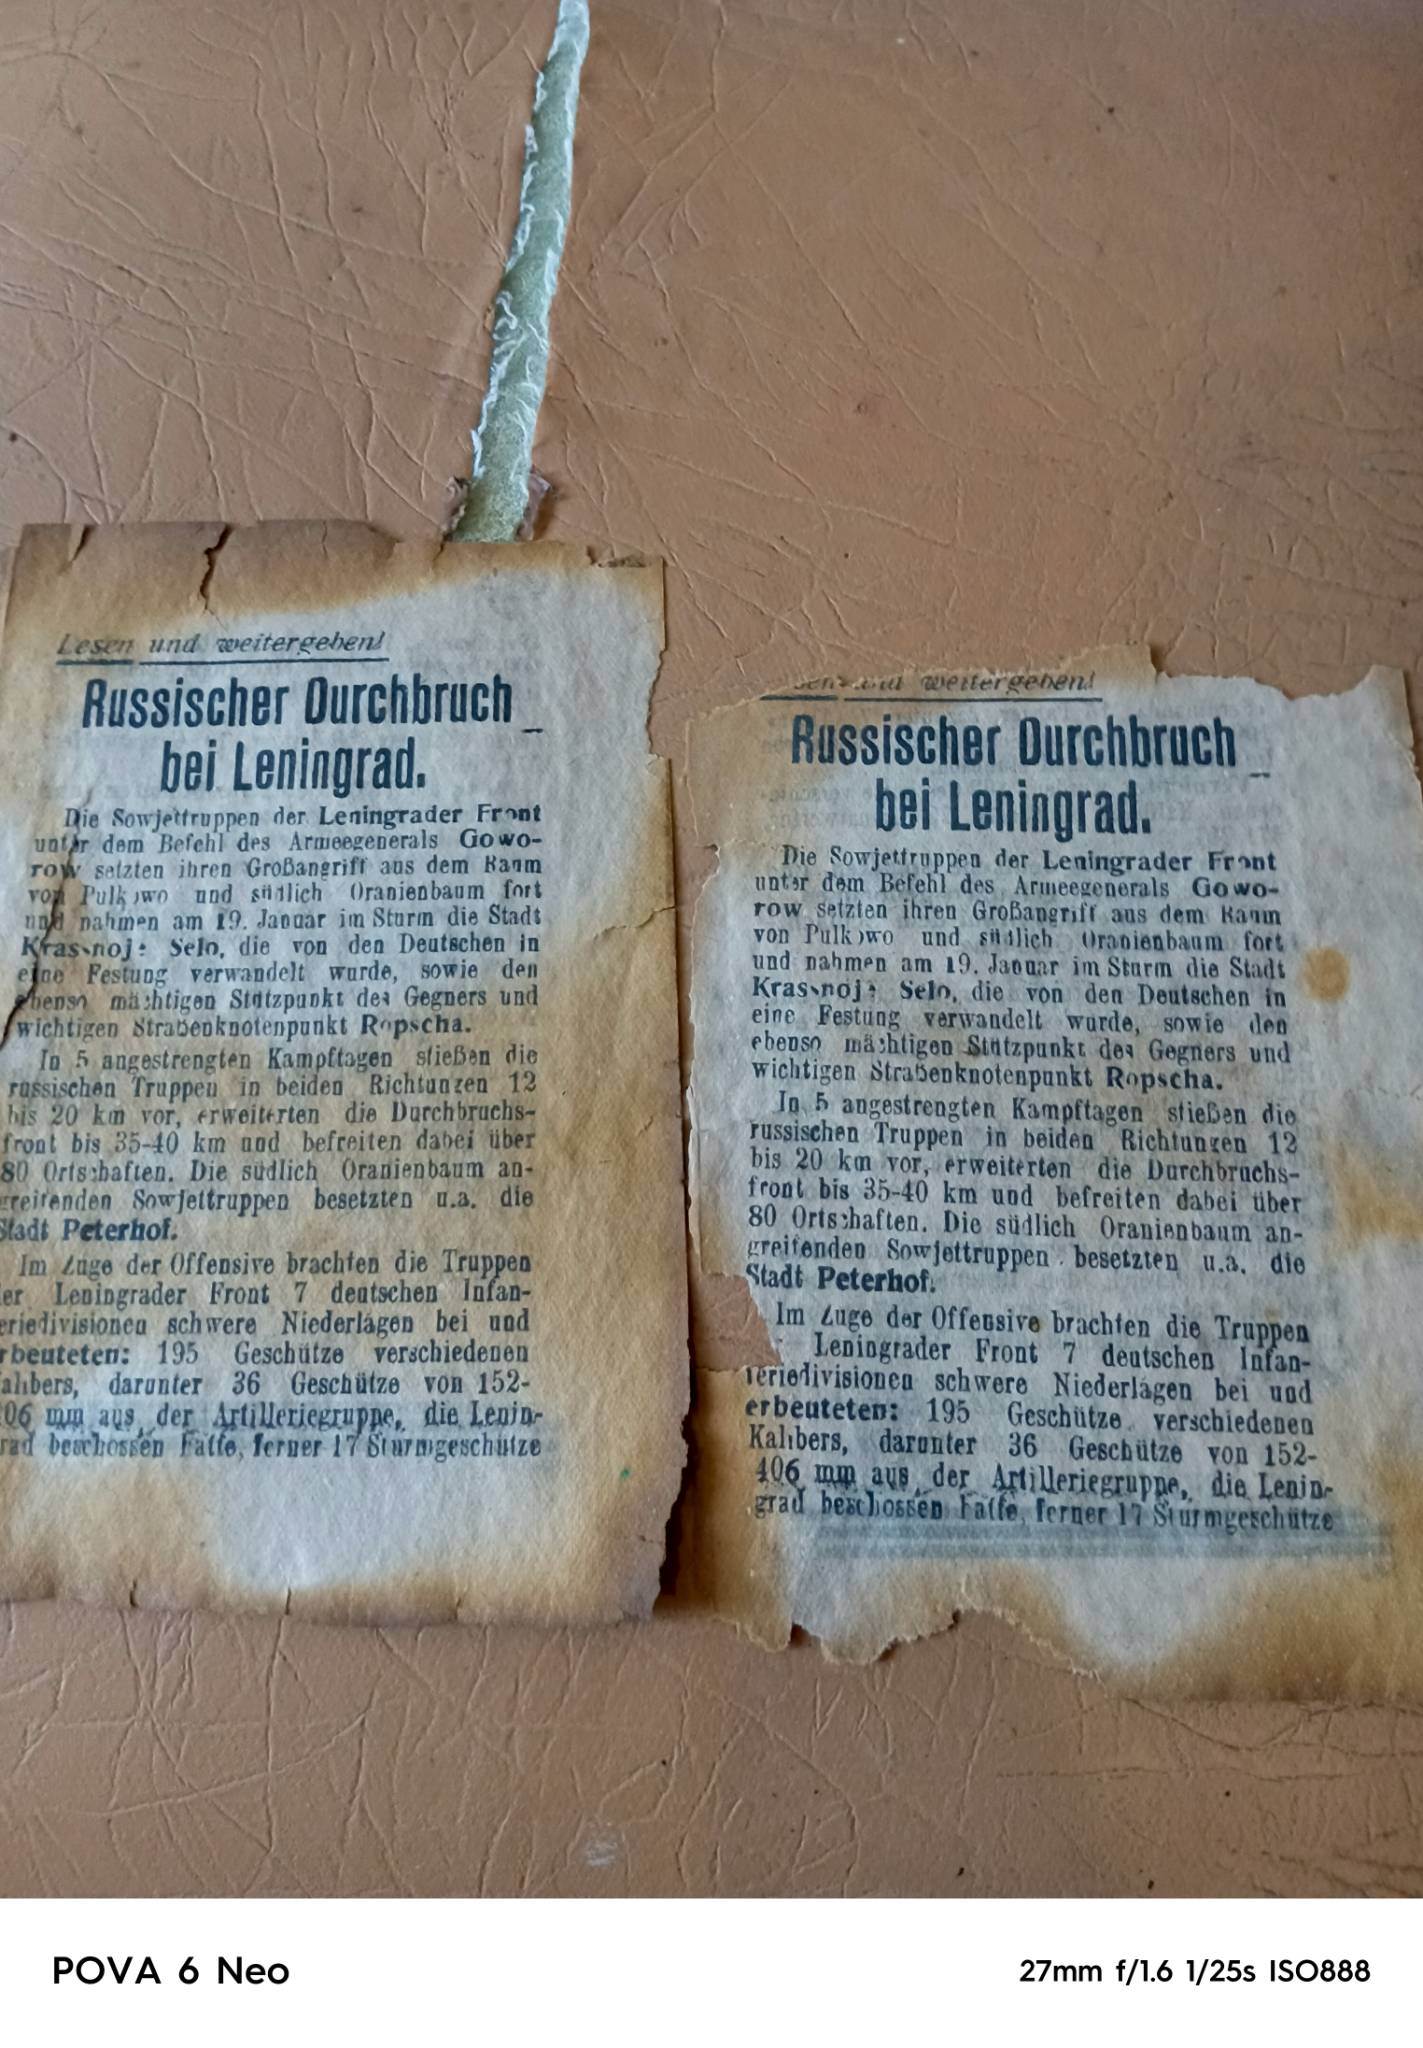 Lesen und weitergeben!
Russischer Durchbruch
bei Leningrad.
Die Sowjettruppen der Leningrader Front
unter dem Befehl des Armeegenerals Gowo-
row setzten ihren Großangriff aus dem Raum
von Pulkowo und südlich Oranienbaum fort
und nahmen am 19. Januar im Sturm die Stadt
Krasnoje Selo, die von den Deutschen in
eine Festung verwandelt wurde, sowie den
ebenso mächtigen Stützpunkt des Gegners und
wichtigen Straßenknotenpunkt Ropscha.
In 5 angestrengten Kampftagen stießen die
russischen Truppen in beiden Richtungen 12
bis 20 km vor, erweiterten die Durchbruchs-
front bis 35-40 km und befreiten dabei über
80 Ortschaften. Die südlich Oranienbaum an-
greifenden Sowjettruppen besetzten u.a. die
Stadt Peterhof.
Im Zuge der Offensive brachten die Truppen
er Leningrader Front 7 deutschen Infan-
eriedivisionen schwere Niederlagen bei und
rbeuteten: 195 Geschütze verschiedenen
alibers, darunter 36 Geschütze von 152-
06 mm aus der Artilleriegruppe, die Lenin-
rad beschossen hatte, ferner 17 Sturmgeschütze
weitergeben!
Russischer Durchbruch
bei Leningrad.
Die Sowjettruppen der Leningrader Front
unter dem Befehl des Armeegenerals Gowo-
row setzten ihren Großangriff aus dem Raum
von Pulkowo und südlich Oranienbaum fort
und nahmen am 19. Januar im Sturm die Stadt
Krasnoje Selo, die von den Deutschen in
eine Festung verwandelt wurde, sowie den
ebenso mächtigen Stützpunkt des Gegners und
wichtigen Straßenknotenpunkt Ropscha.
In 5 angestrengten Kampftagen stießen die
russischen Truppen in beiden Richtungen 12
bis 20 km vor, erweiterten die Durchbruchs-
front bis 35-40 km und befreiten dabei über
80 Ortschaften. Die südlich Oranienbaum an-
greifenden Sowjettruppen besetzten u.a. die
Stadt Peterhof.
Im Zuge der Offensive brachten die Truppen
Leningrader Front 7 deutschen Infan-
teriedivisionen schwere Niederlagen bei und
erbeuteten: 195 Geschütze verschiedenen
Kalibers, darunter 36 Geschütze von 152-
406 mm aus der Artilleriegruppe, die Lenin-
grad beschossen hatte, ferner 17 Sturmgeschütze
POVA 6 Neo
27mm f/1.6 1/25s ISO888